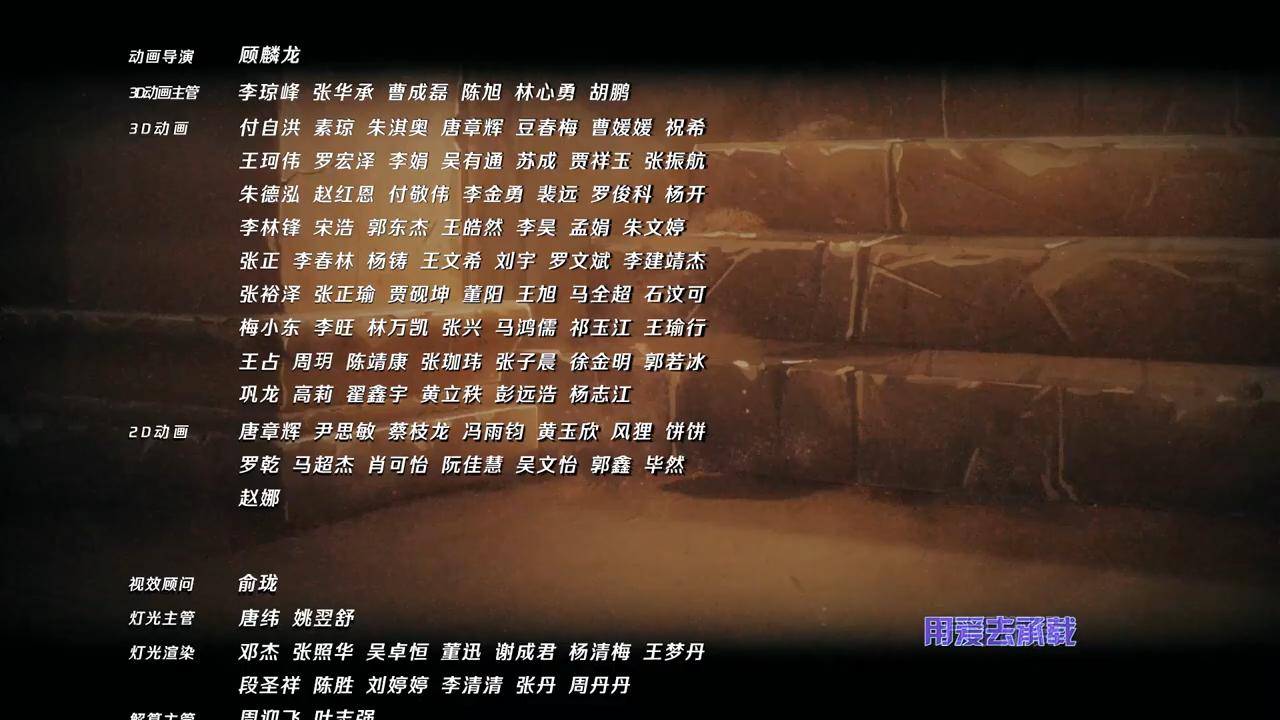 动画导演 顾麟龙
3D动画主管 李琼峰 张华承 曹成磊 陈旭 林心勇 胡鹏
3D动画 付自洪 素琼 朱淇奥 唐章辉 豆春梅 曹媛媛 祝希
王珂伟 罗宏泽 李娟 吴有通 苏成 贾祥玉 张振航
朱德泓 赵红恩 付敬伟 李金勇 裴远 罗俊科 杨开
李林锋 宋浩 郭东杰 王皓然 李昊 孟娟 朱文婷
张正 李春林 杨铸 王文希 刘宇 罗文斌 李建靖杰
张裕泽 张正瑜 贾砚坤 董阳 王旭 马全超 石汶可
梅小东 李旺 林万凯 张兴 马鸿儒 祁玉江 王瑜行
王占 周玥 陈靖康 张珈玮 张子晨 徐金明 郭若冰
巩龙 高莉 翟鑫宇 黄立秩 彭远浩 杨志江
2D动画 唐章辉 尹思敏 蔡枝龙 冯雨钧 黄玉欣 风狸 饼饼
罗乾 马超杰 肖可怡 阮佳慧 吴文怡 郭鑫 毕然
赵娜
视效顾问 俞珑
灯光主管 唐纬 姚翌舒
用爱去承载
灯光渲染 邓杰 张照华 吴卓恒 董迅 谢成君 杨清梅 王梦丹
段圣祥 陈胜 刘婷婷 李清清 张丹 周丹丹
解算主管 周迎飞 叶志强